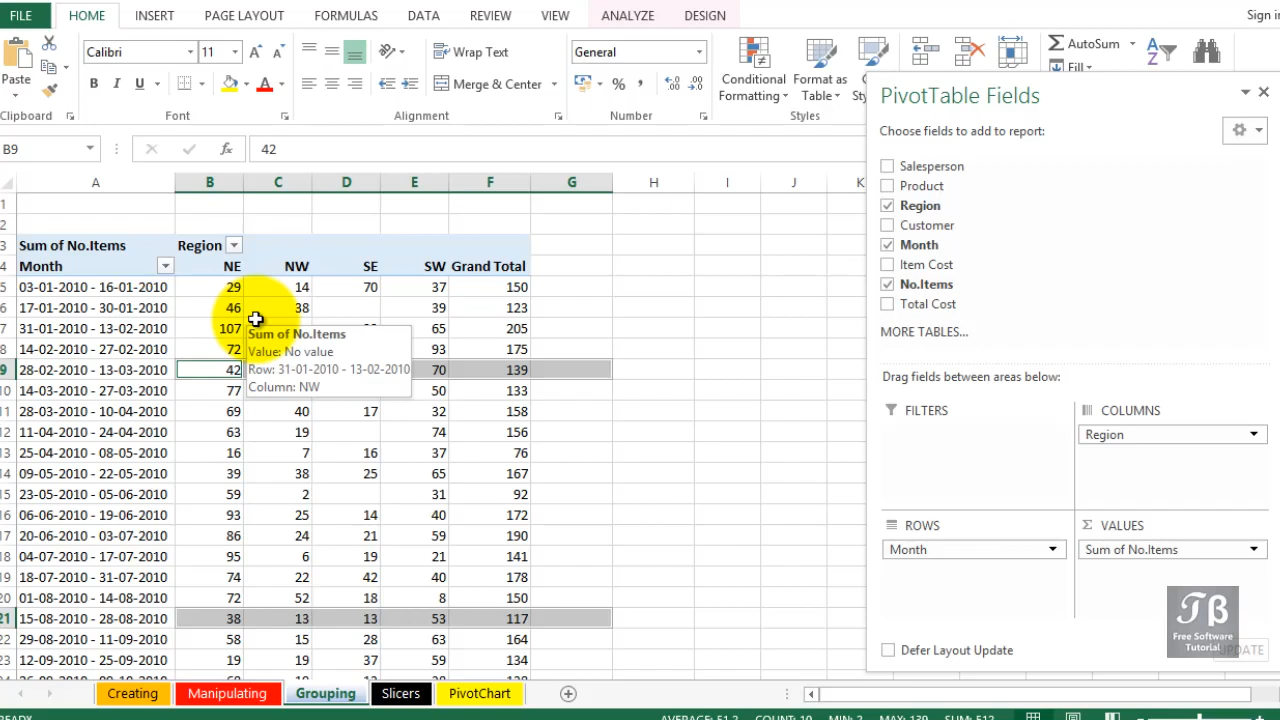 FILE HOME INSERT PAGE LAYOUT FORMULAS DATA REVIEW VIEW ANALYZE DESIGN Sign in
Calibri 11 Wrap Text General AutoSum
Paste B I U Merge & Center % Conditional Formatting Format as Table Fill
Clipboard Font Alignment Number Styles
B9 fx 42
A B C D E F G H I J K
1
2
3 Sum of No.Items Region
4 Month NE NW SE SW Grand Total
5 03-01-2010 - 16-01-2010 29 14 70 37 150
6 17-01-2010 - 30-01-2010 46 38 39 123
7 31-01-2010 - 13-02-2010 107 65 205
8 14-02-2010 - 27-02-2010 72 93 175
9 28-02-2010 - 13-03-2010 42 70 139
10 14-03-2010 - 27-03-2010 77 50 133
11 28-03-2010 - 10-04-2010 69 40 17 32 158
12 11-04-2010 - 24-04-2010 63 19 74 156
13 25-04-2010 - 08-05-2010 16 7 16 37 76
14 09-05-2010 - 22-05-2010 39 38 25 65 167
15 23-05-2010 - 05-06-2010 59 2 31 92
16 06-06-2010 - 19-06-2010 93 25 14 40 172
17 20-06-2010 - 03-07-2010 86 24 21 59 190
18 04-07-2010 - 17-07-2010 95 6 19 21 141
19 18-07-2010 - 31-07-2010 74 22 42 40 178
20 01-08-2010 - 14-08-2010 72 52 18 8 150
21 15-08-2010 - 28-08-2010 38 13 13 53 117
22 29-08-2010 - 11-09-2010 58 15 28 63 164
23 12-09-2010 - 25-09-2010 19 19 37 59 134
Sum of No.Items
Value: No value
Row: 31-01-2010 - 13-02-2010
Column: NW
PivotTable Fields
Choose fields to add to report:
Salesperson
Product
Region
Customer
Month
Item Cost
No.Items
Total Cost
MORE TABLES...
Drag fields between areas below:
FILTERS COLUMNS
Region
ROWS VALUES
Month Sum of No.Items
Defer Layout Update UPDATE
TB
Free Software
Tutorial
Creating Manipulating Grouping Slicers PivotChart
READY AVERAGE: 51.2 COUNT: 10 MIN: 2 MAX: 139 SUM: 512